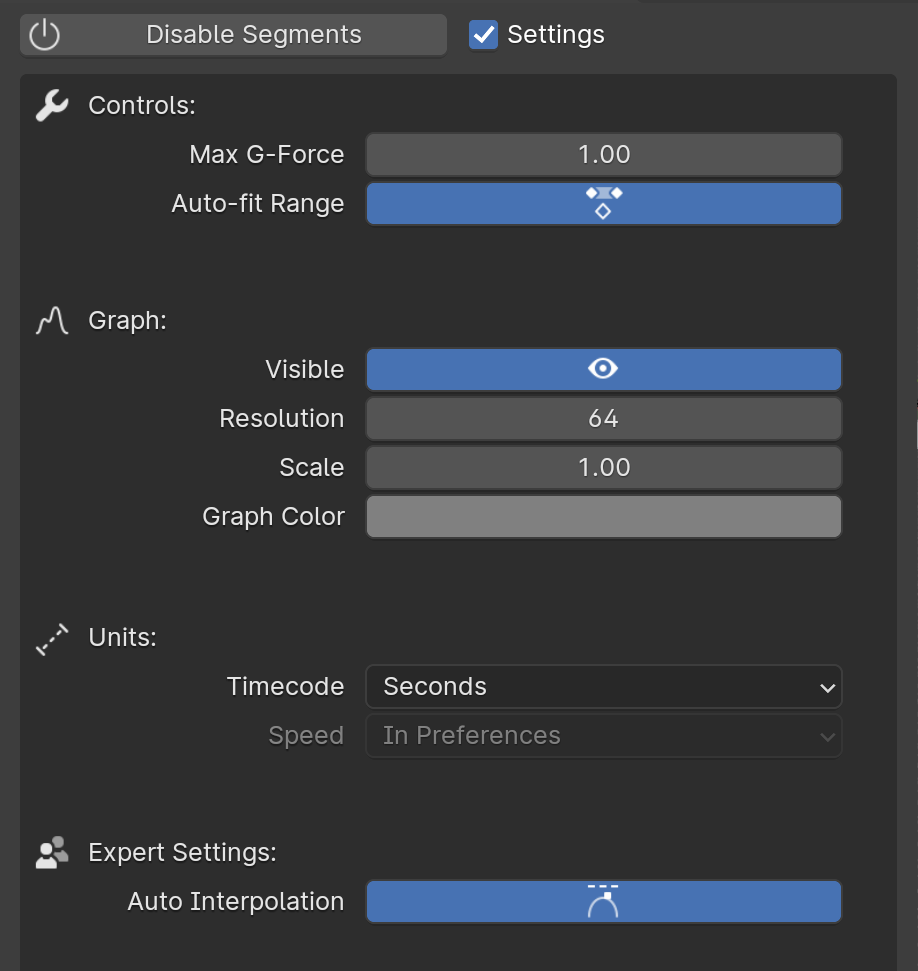 Disable Segments
Settings
Controls:
Max G-Force 1.00
Auto-fit Range
Graph:
Visible
Resolution 64
Scale 1.00
Graph Color
Units:
Timecode Seconds
Speed In Preferences
Expert Settings:
Auto Interpolation